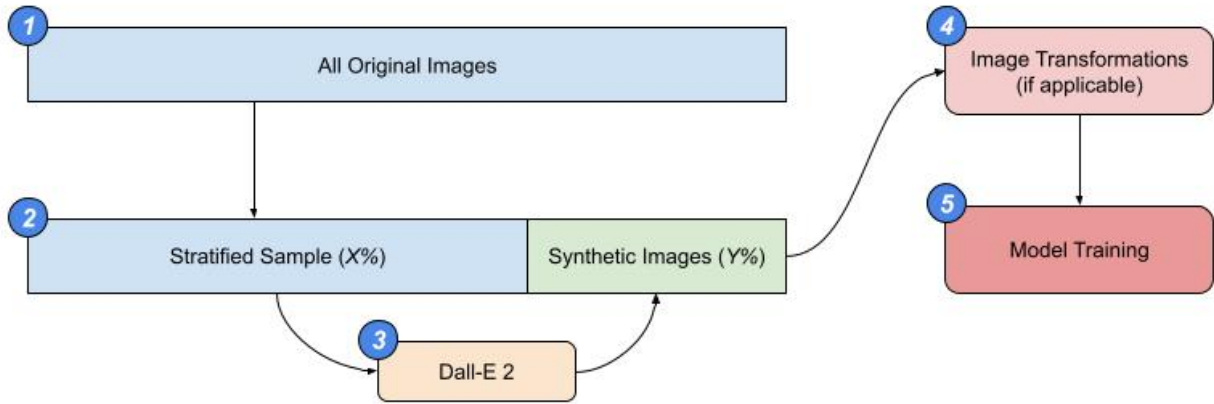 1
All Original Images
2
Stratified Sample (X%)
Synthetic Images (Y%)
3
Dall-E 2
4
Image Transformations
(if applicable)
5
Model Training